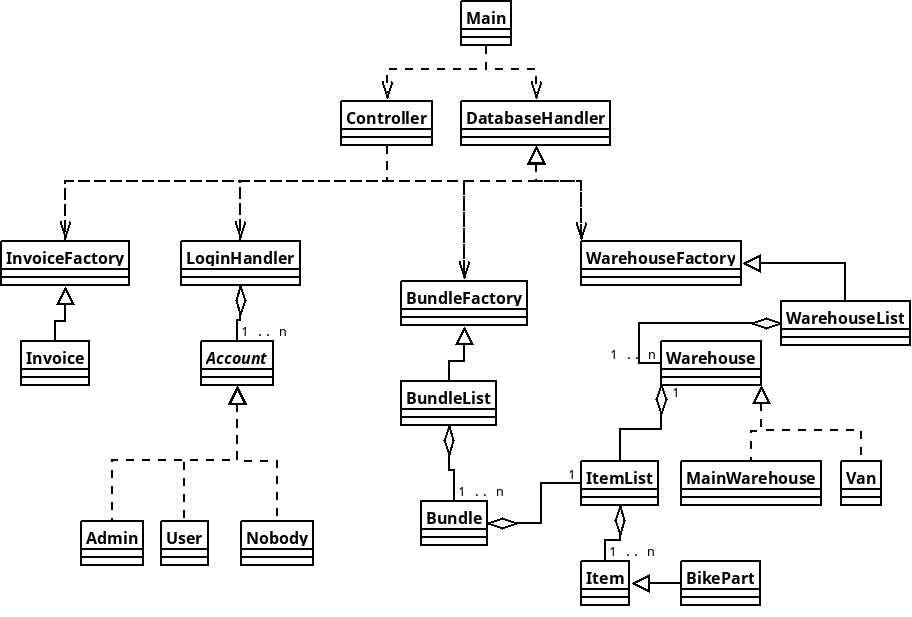 Main
Controller
DatabaseHandler
InvoiceFactory
LoginHandler
WarehouseFactory
BundleFactory
WarehouseList
1 .. n
Invoice
Account
1 .. n
Warehouse
1
BundleList
1
ItemList
MainWarehouse
Van
1 .. n
Bundle
Admin
User
Nobody
1 .. n
Item
BikePart